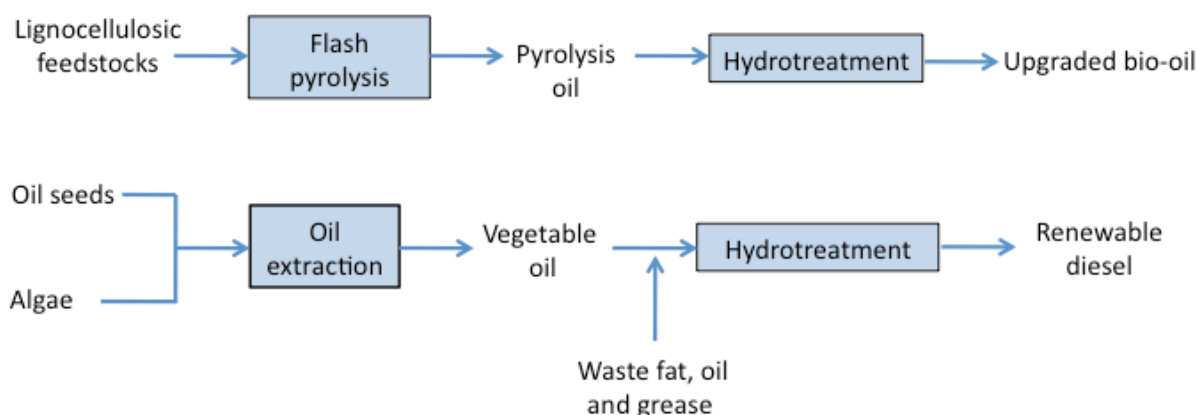 Lignocellulosic
feedstocks
Flash
pyrolysis
Pyrolysis
oil
Hydrotreatment
Upgraded bio-oil
Oil seeds
Algae
Oil
extraction
Vegetable
oil
Hydrotreatment
Renewable
diesel
Waste fat, oil
and grease